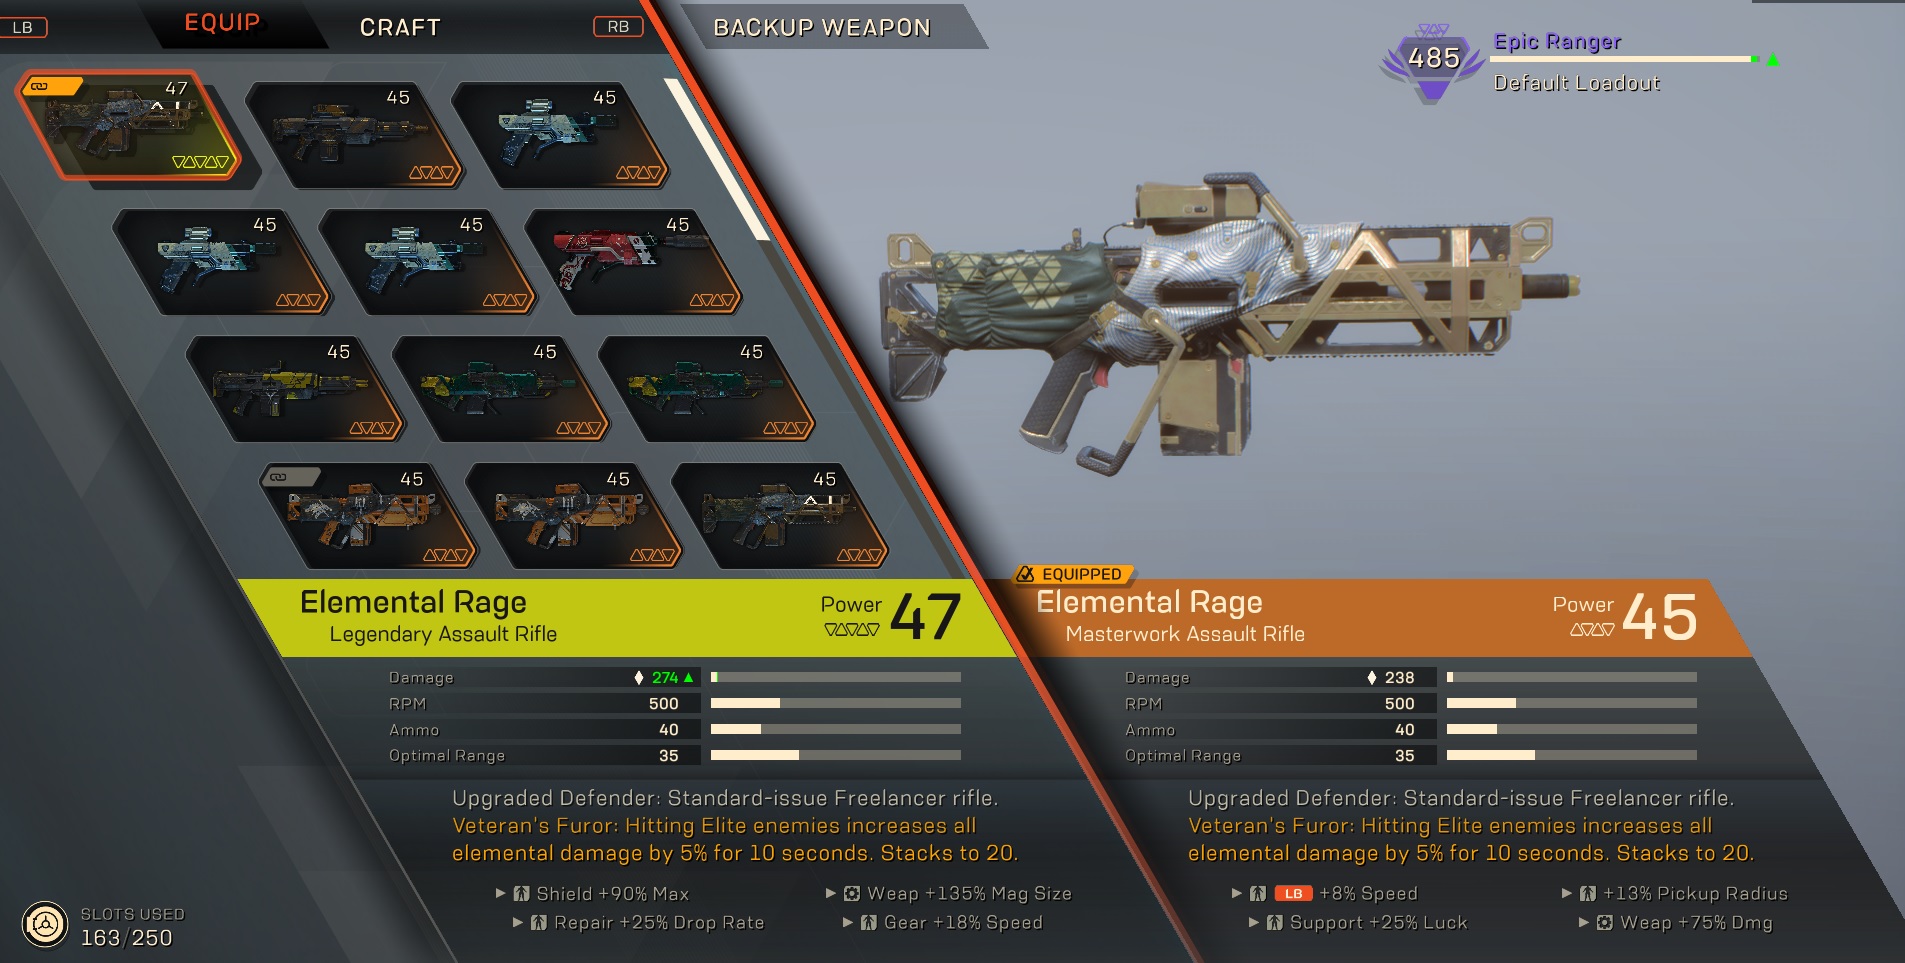 LB
EQUIP
CRAFT
RB
BACKUP WEAPON
485
Epic Ranger
Default Loadout
47
45
45
45
45
45
45
45
45
45
45
45
Elemental Rage
Legendary Assault Rifle
Power
47
Damage 274
RPM 500
Ammo 40
Optimal Range 35
Upgraded Defender: Standard-issue Freelancer rifle.
Veteran's Furor: Hitting Elite enemies increases all
elemental damage by 5% for 10 seconds. Stacks to 20.
Shield +90% Max
Weap +135% Mag Size
Repair +25% Drop Rate
Gear +18% Speed
EQUIPPED
Elemental Rage
Masterwork Assault Rifle
Power
45
Damage 238
RPM 500
Ammo 40
Optimal Range 35
Upgraded Defender: Standard-issue Freelancer rifle.
Veteran's Furor: Hitting Elite enemies increases all
elemental damage by 5% for 10 seconds. Stacks to 20.
LB +8% Speed
+13% Pickup Radius
Support +25% Luck
Weap +75% Dmg
SLOTS USED
163/250